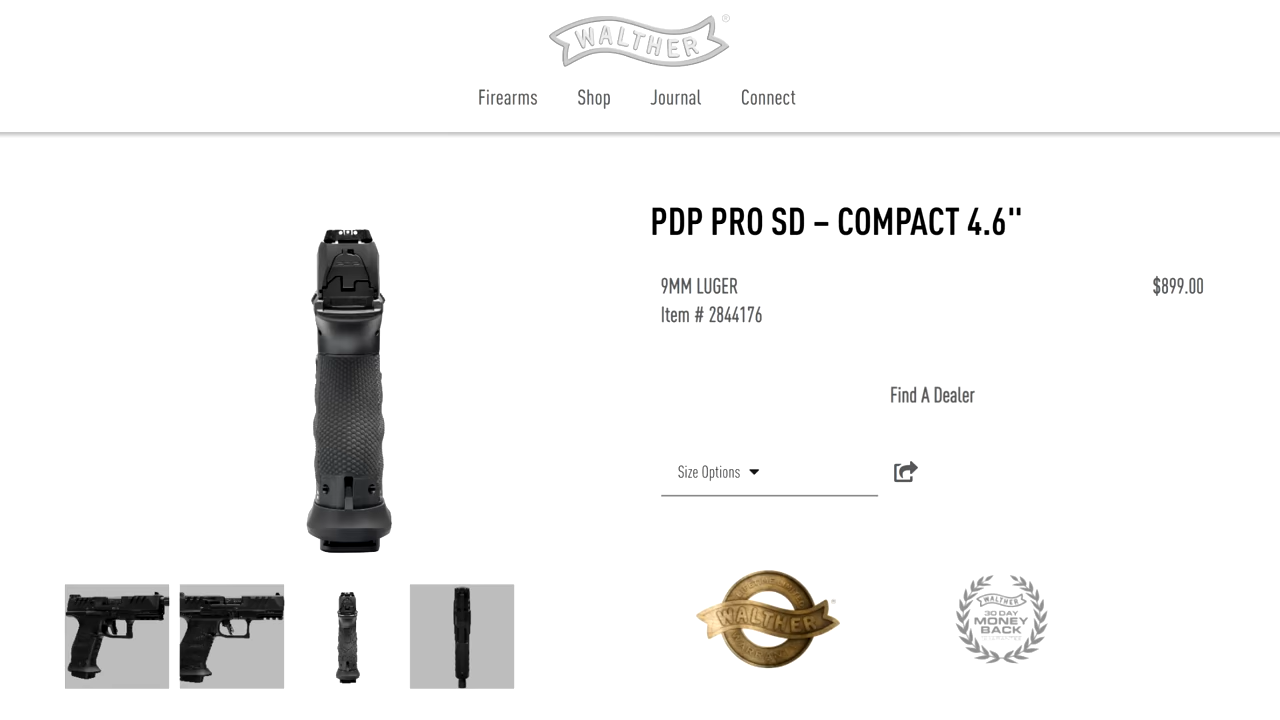 WALTHER ®
Firearms Shop Journal Connect
PDP PRO SD – COMPACT 4.6"
9MM LUGER $899.00
Item # 2844176
Find A Dealer
Size Options
WALTHER ®
WALTHER
30 DAY
MONEY
BACK